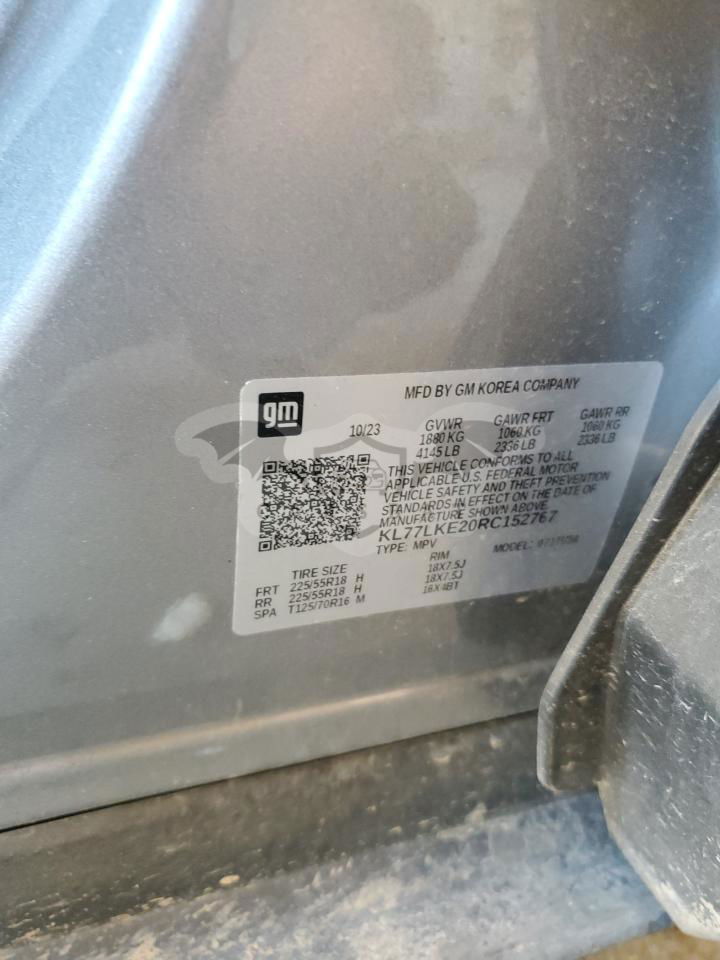 gm
MFD BY GM KOREA COMPANY
10/23 GVWR GAWR FRT GAWR RR
1880 KG 1060 KG 1060 KG
4145 LB 2336 LB 2336 LB
THIS VEHICLE CONFORMS TO ALL
APPLICABLE U.S. FEDERAL MOTOR
VEHICLE SAFETY AND THEFT PREVENTION
STANDARDS IN EFFECT ON THE DATE OF
MANUFACTURE SHOWN ABOVE.
KL77LKE20RC152767
TYPE: MPV MODEL:
TIRE SIZE RIM
FRT 225/55R18 H 18X7.5J
RR 225/55R18 H 18X7.5J
SPA T125/70R16 M 16X4BT